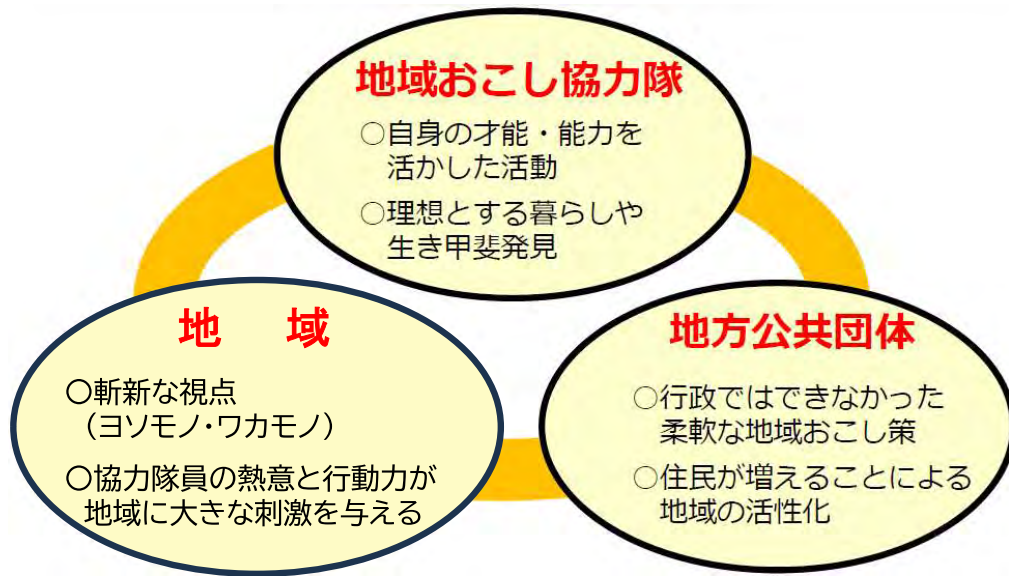 地域おこし協力隊
○自身の才能・能力を
活かした活動
○理想とする暮らしや
生き甲斐発見
地　域
○斬新な視点
（ヨソモノ・ワカモノ）
○協力隊員の熱意と行動力が
地域に大きな刺激を与える
地方公共団体
○行政ではできなかった
柔軟な地域おこし策
○住民が増えることによる
地域の活性化